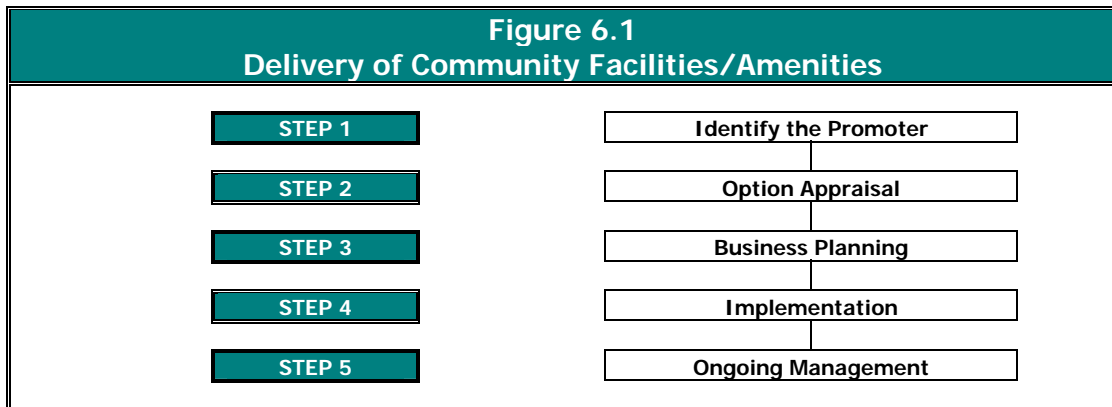 Figure 6.1
Delivery of Community Facilities/Amenities
STEP 1 Identify the Promoter
STEP 2 Option Appraisal
STEP 3 Business Planning
STEP 4 Implementation
STEP 5 Ongoing Management